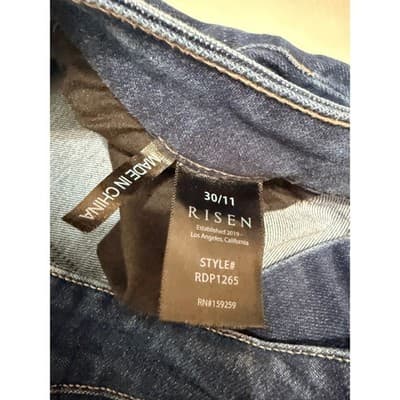 MADE IN CHINA
30/11
RISEN
Established 2019 -
Los Angeles, California
STYLE#
RDP1265
RN#159259